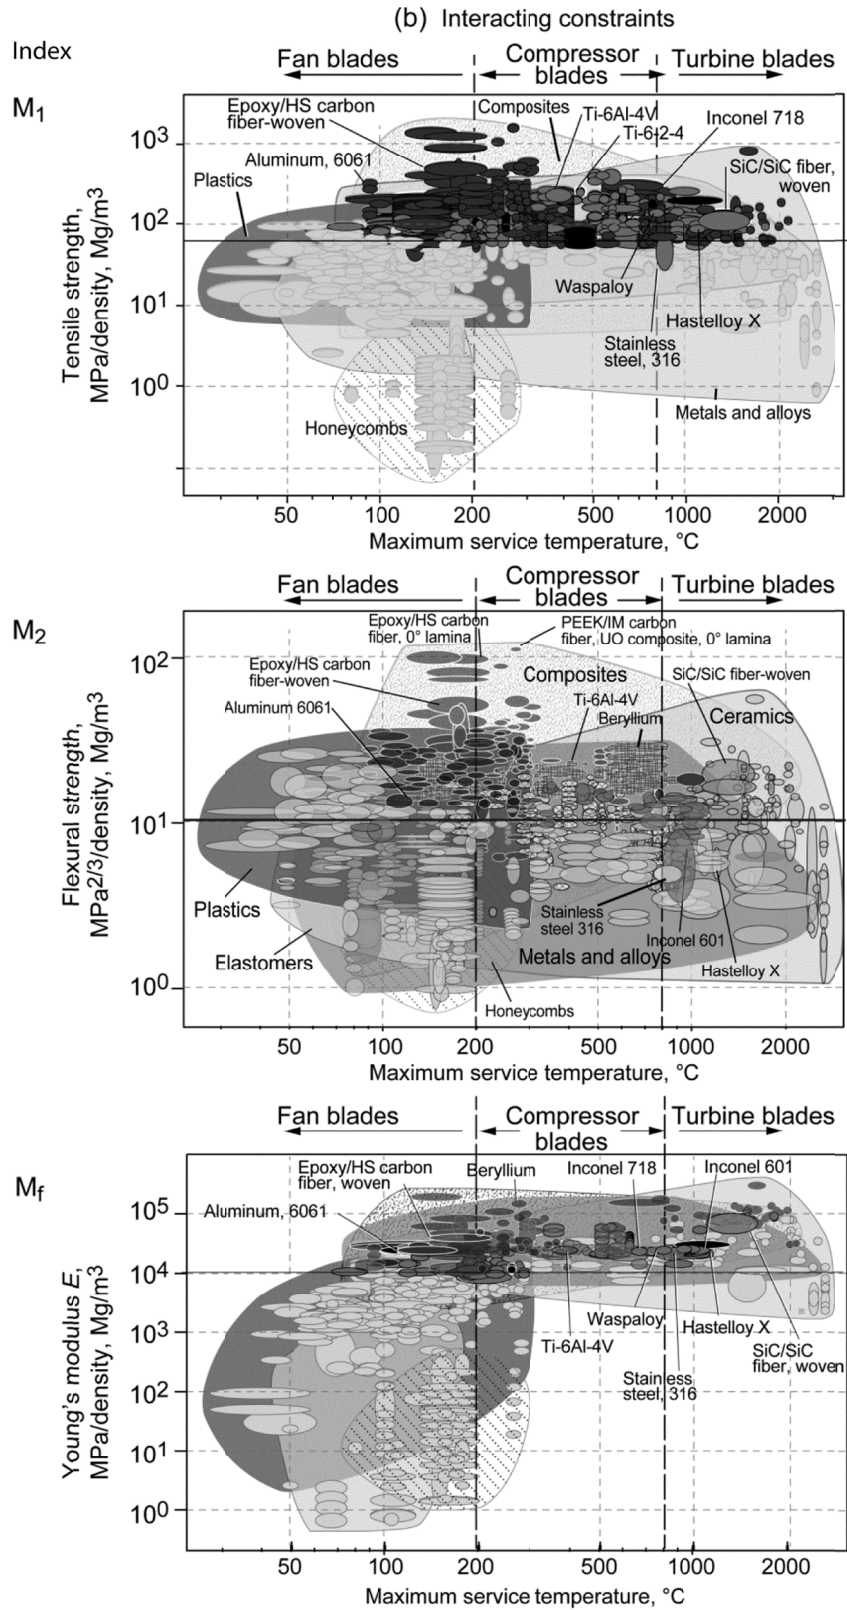 (b) Interacting constraints
Index
Fan blades
Compressor
blades
Turbine blades
M1
Epoxy/HS carbon
fiber-woven
Composites
Ti-6Al-4V
Ti-6-2-4
Inconel 718
Aluminum, 6061
Plastics
SiC/SiC fiber,
woven
10³
10²
10¹
10⁰
Tensile strength,
MPa/density, Mg/m3
Waspaloy
Hastelloy X
Stainless
steel, 316
Metals and alloys
Honeycombs
50 100 200 500 1000 2000
Maximum service temperature, °C
Fan blades
Compressor
blades
Turbine blades
M2
Epoxy/HS carbon
fiber, 0° lamina
PEEK/IM carbon
fiber, UO composite, 0° lamina
Epoxy/HS carbon
fiber-woven
Composites
SiC/SiC fiber-woven
Aluminum 6061
Ti-6Al-4V
Beryllium
Ceramics
10²
10¹
10⁰
Flexural strength,
MPa2/3/density, Mg/m3
Plastics
Elastomers
Stainless
steel 316
Inconel 601
Metals and alloys
Hastelloy X
Honeycombs
50 100 200 500 1000 2000
Maximum service temperature, °C
Fan blades
Compressor
blades
Turbine blades
Mf
Epoxy/HS carbon
fiber, woven
Beryllium
Inconel 718
Inconel 601
Aluminum, 6061
10⁵
10⁴
10³
10²
10¹
10⁰
Young's modulus E,
MPa/density, Mg/m3
Waspaloy
Hastelloy X
Ti-6Al-4V
SiC/SiC
fiber, woven
Stainless
steel, 316
50 100 200 500 1000 2000
Maximum service temperature, °C